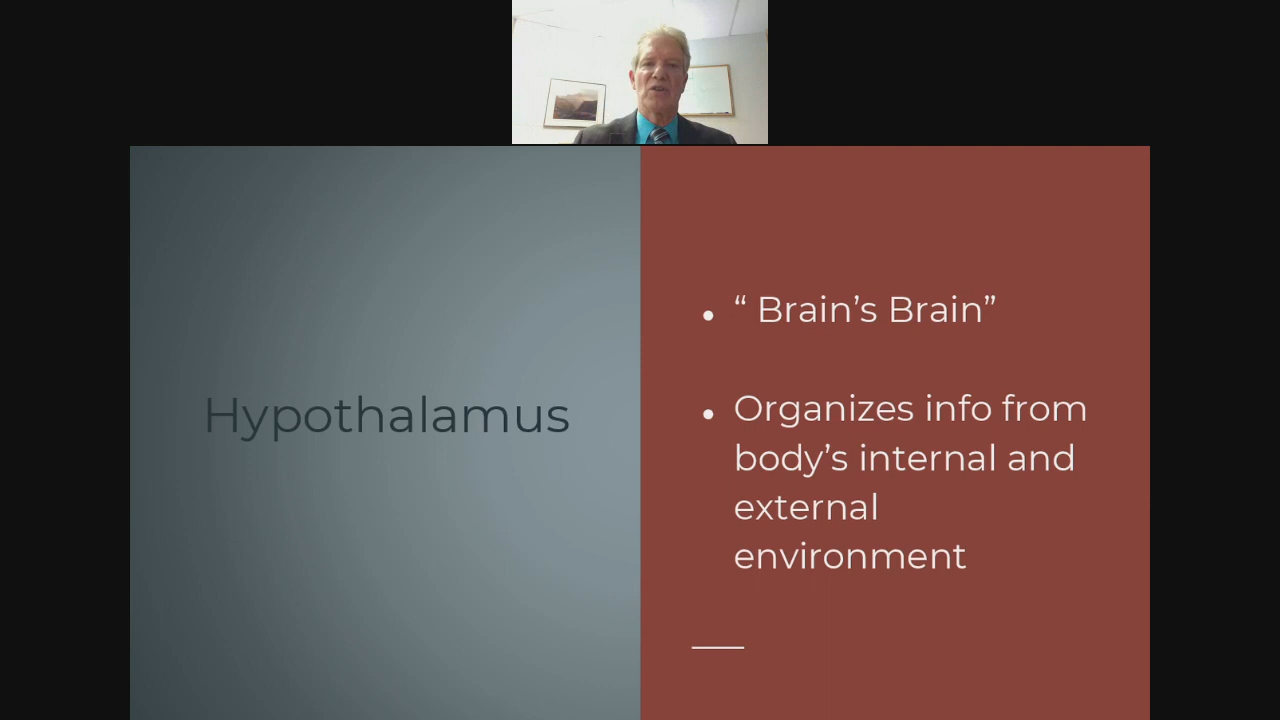 Hypothalamus
“ Brain’s Brain”
Organizes info from
body’s internal and
external
environment